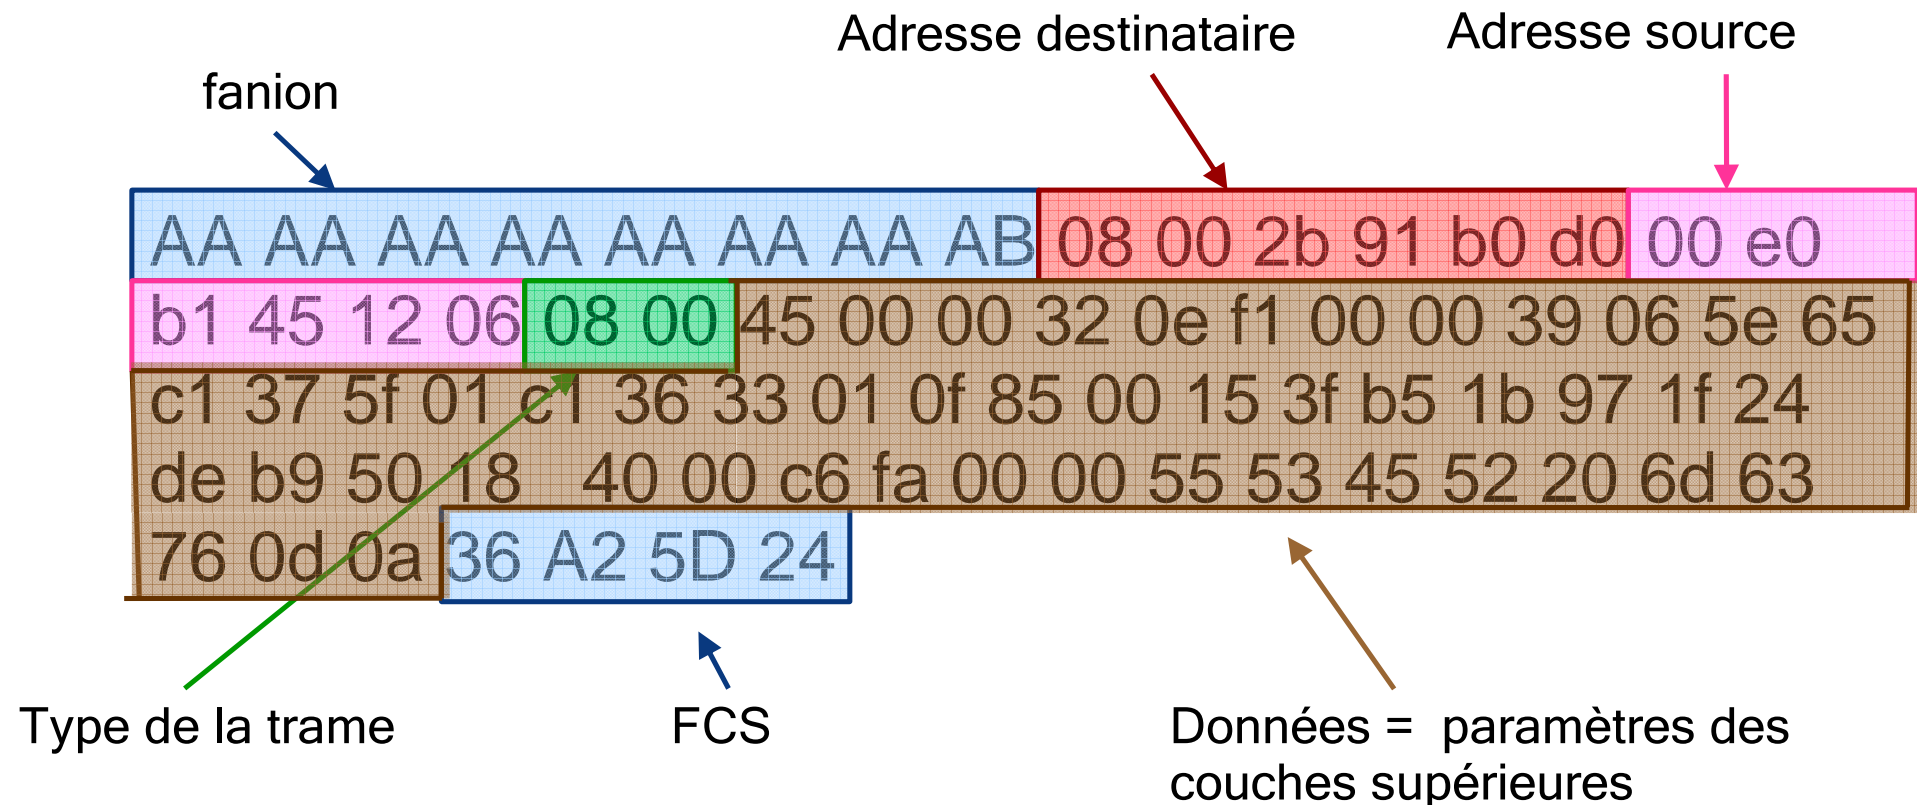 Adresse destinataire
Adresse source
fanion
AA AA AA AA AA AA AA AB 08 00 2b 91 b0 d0 00 e0
b1 45 12 06 08 00 45 00 00 32 0e f1 00 00 39 06 5e 65
c1 37 5f 01 c1 36 33 01 0f 85 00 15 3f b5 1b 97 1f 24
de b9 50 18 40 00 c6 fa 00 00 55 53 45 52 20 6d 63
76 0d 0a 36 A2 5D 24
Type de la trame
FCS
Données = paramètres des
couches supérieures